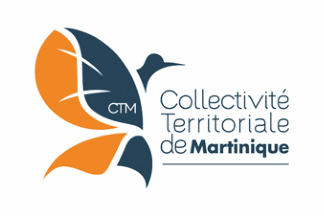 CTM
Collectivité
Territoriale
de Martinique